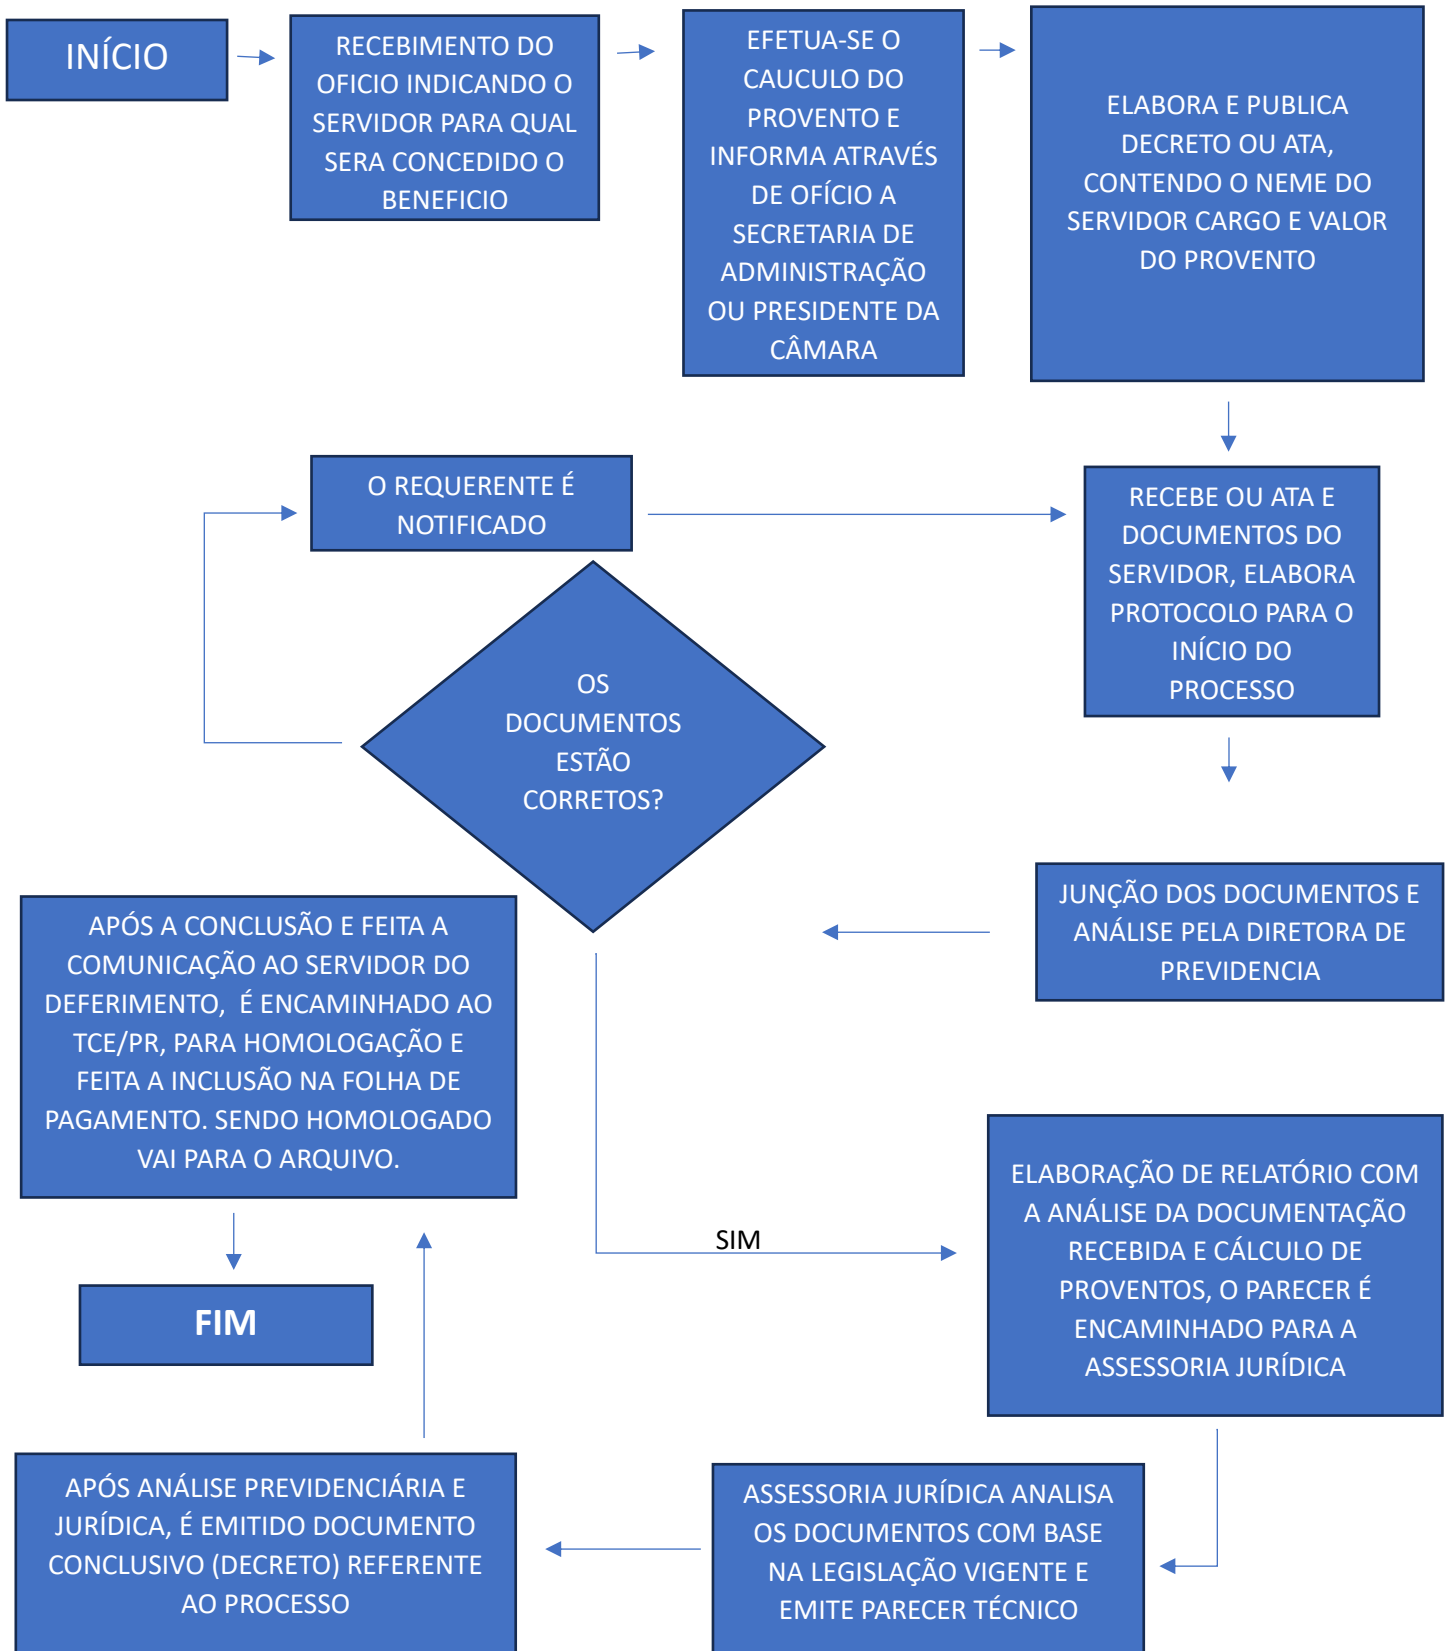 INÍCIO
RECEBIMENTO DO
OFICIO INDICANDO O
SERVIDOR PARA QUAL
SERA CONCEDIDO O
BENEFICIO
EFETUA-SE O
CAUCULO DO
PROVENTO E
INFORMA ATRAVÉS
DE OFÍCIO A
SECRETARIA DE
ADMINISTRAÇÃO
OU PRESIDENTE DA
CÂMARA
ELABORA E PUBLICA
DECRETO OU ATA,
CONTENDO O NEME DO
SERVIDOR CARGO E VALOR
DO PROVENTO
O REQUERENTE É
NOTIFICADO
RECEBE OU ATA E
DOCUMENTOS DO
SERVIDOR, ELABORA
PROTOCOLO PARA O
INÍCIO DO
PROCESSO
OS
DOCUMENTOS
ESTÃO
CORRETOS?
JUNÇÃO DOS DOCUMENTOS E
ANÁLISE PELA DIRETORA DE
PREVIDENCIA
APÓS A CONCLUSÃO E FEITA A
COMUNICAÇÃO AO SERVIDOR DO
DEFERIMENTO,  É ENCAMINHADO AO
TCE/PR, PARA HOMOLOGAÇÃO E
FEITA A INCLUSÃO NA FOLHA DE
PAGAMENTO. SENDO HOMOLOGADO
VAI PARA O ARQUIVO.
SIM
ELABORAÇÃO DE RELATÓRIO COM
A ANÁLISE DA DOCUMENTAÇÃO
RECEBIDA E CÁLCULO DE
PROVENTOS, O PARECER É
ENCAMINHADO PARA A
ASSESSORIA JURÍDICA
FIM
APÓS ANÁLISE PREVIDENCIÁRIA E
JURÍDICA, É EMITIDO DOCUMENTO
CONCLUSIVO (DECRETO) REFERENTE
AO PROCESSO
ASSESSORIA JURÍDICA ANALISA
OS DOCUMENTOS COM BASE
NA LEGISLAÇÃO VIGENTE E
EMITE PARECER TÉCNICO